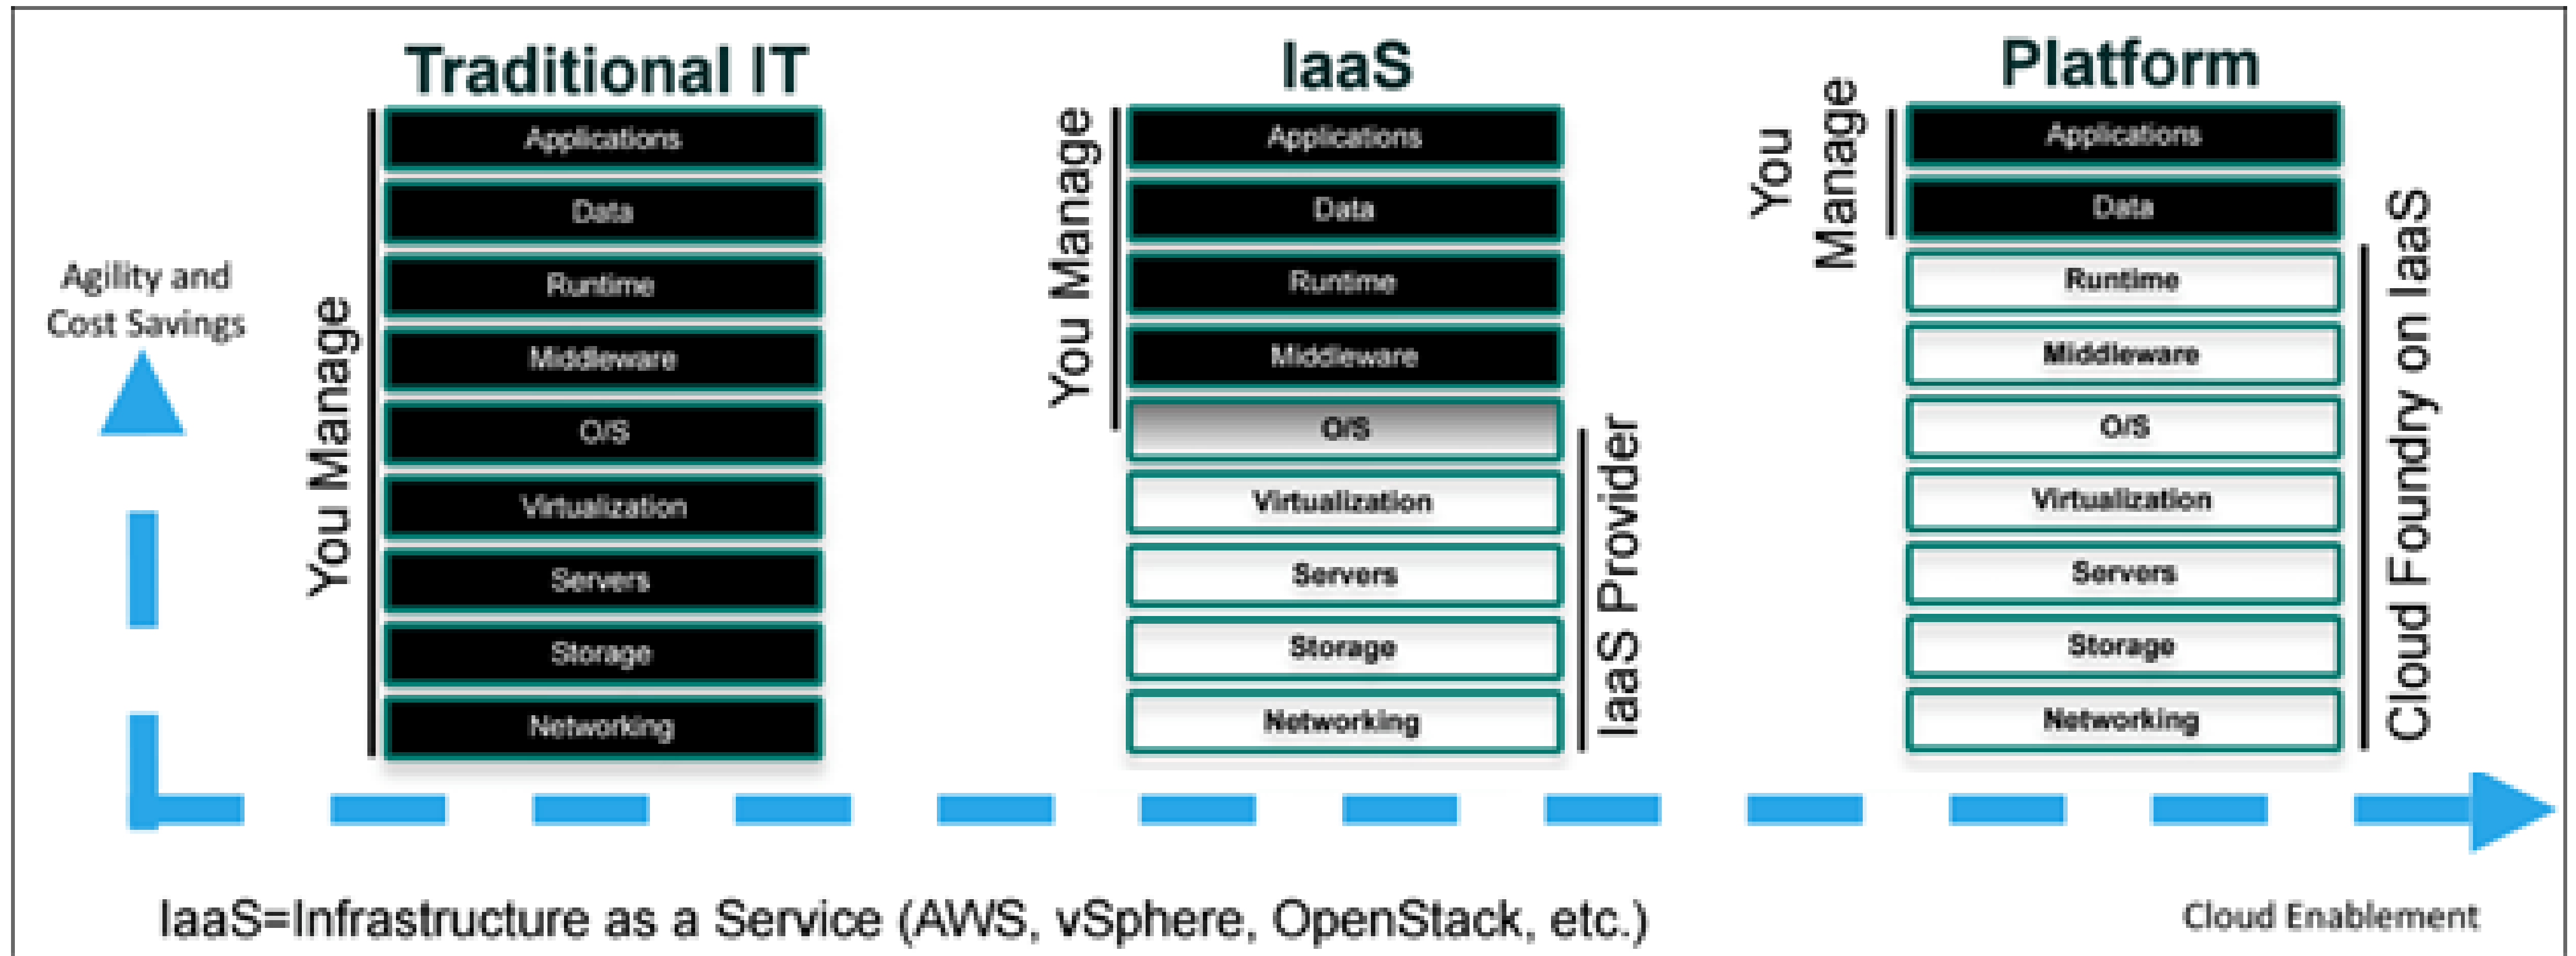 Traditional IT
IaaS
Platform
Agility and
Cost Savings
You Manage
Applications
Data
Runtime
Middleware
O/S
Virtualization
Servers
Storage
Networking
You Manage
Applications
Data
Runtime
Middleware
O/S
Virtualization
Servers
Storage
Networking
IaaS Provider
You
Manage
Applications
Data
Runtime
Middleware
O/S
Virtualization
Servers
Storage
Networking
Cloud Foundry on IaaS
IaaS=Infrastructure as a Service (AWS, vSphere, OpenStack, etc.)
Cloud Enablement